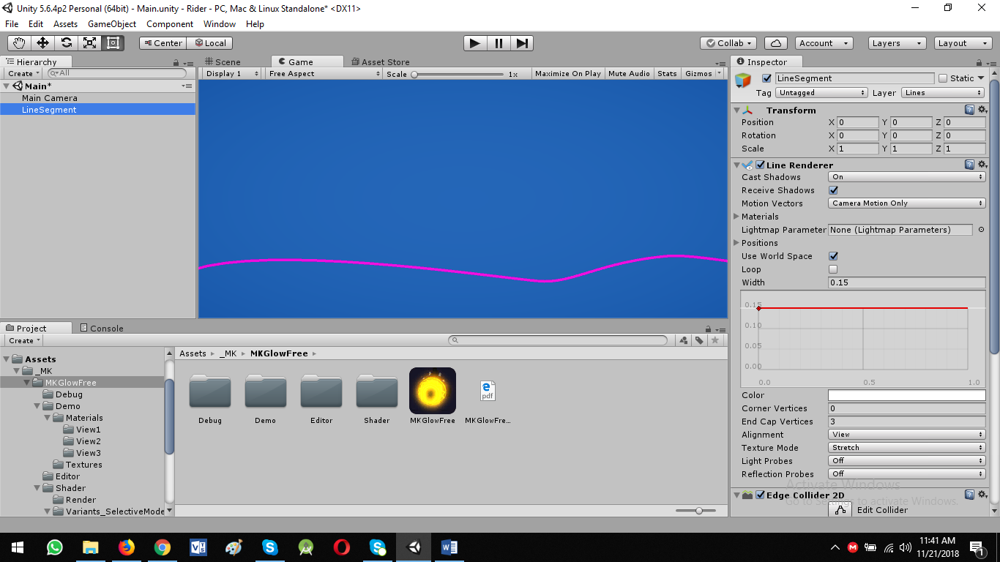 Unity 5.6.4p2 Personal (64bit) - Main.unity - Rider - PC, Mac & Linux Standalone* <DX11>
File Edit Assets GameObject Component Window Help
Center Local Collab Account Layers Layout
Hierarchy
Create All
Main*
Main Camera
LineSegment
Scene Game Asset Store
Display 1 Free Aspect Scale 1x Maximize On Play Mute Audio Stats Gizmos
Inspector
LineSegment Static
Tag Untagged Layer Lines
Transform
Position X 0 Y 0 Z 0
Rotation X 0 Y 0 Z 0
Scale X 1 Y 1 Z 1
Line Renderer
Cast Shadows On
Receive Shadows
Motion Vectors Camera Motion Only
Materials
Lightmap Parameter None (Lightmap Parameters)
Positions
Use World Space
Loop
Width 0.15
0.15
0.10
0.05
0.00
0.0 0.5 1.0
Color
Corner Vertices 0
End Cap Vertices 3
Alignment View
Texture Mode Stretch
Light Probes Off
Reflection Probes Off
Edge Collider 2D
Edit Collider
Activate Windows
Go to Settings to activate Windows.
Project Console
Create
Assets
_MK
MKGlowFree
Debug
Demo
Materials
View1
View2
View3
Textures
Editor
Shader
Render
Variants_SelectiveMode
Assets _MK MKGlowFree
pdf
Debug Demo Editor Shader MKGlowFree MKGlowFre...
11:41 AM
11/21/2018
1